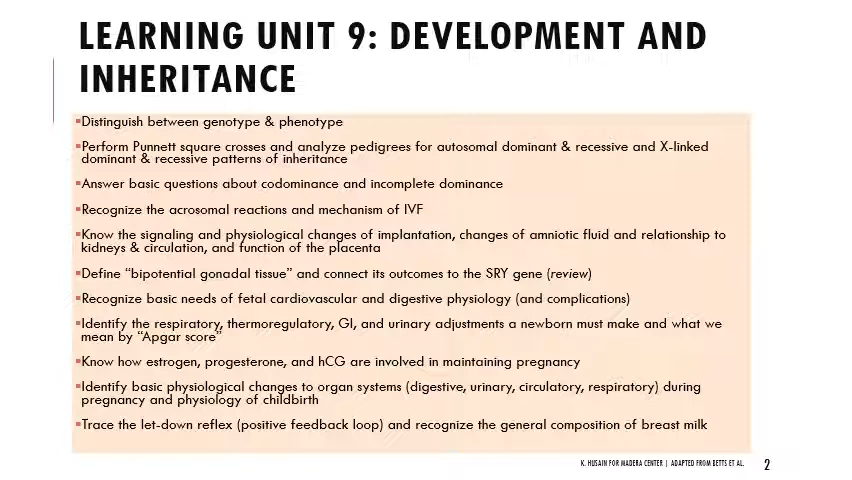 LEARNING UNIT 9: DEVELOPMENT AND
INHERITANCE
▪Distinguish between genotype & phenotype
▪Perform Punnett square crosses and analyze pedigrees for autosomal dominant & recessive and X-linked
dominant & recessive patterns of inheritance
▪Answer basic questions about codominance and incomplete dominance
▪Recognize the acrosomal reactions and mechanism of IVF
▪Know the signaling and physiological changes of implantation, changes of amniotic fluid and relationship to
kidneys & circulation, and function of the placenta
▪Define “bipotential gonadal tissue” and connect its outcomes to the SRY gene (review)
▪Recognize basic needs of fetal cardiovascular and digestive physiology (and complications)
▪Identify the respiratory, thermoregulatory, GI, and urinary adjustments a newborn must make and what we
mean by “Apgar score”
▪Know how estrogen, progesterone, and hCG are involved in maintaining pregnancy
▪Identify basic physiological changes to organ systems (digestive, urinary, circulatory, respiratory) during
pregnancy and physiology of childbirth
▪Trace the let-down reflex (positive feedback loop) and recognize the general composition of breast milk
K. HUSAIN FOR MADERA CENTER | ADAPTED FROM BETTS ET AL. 2